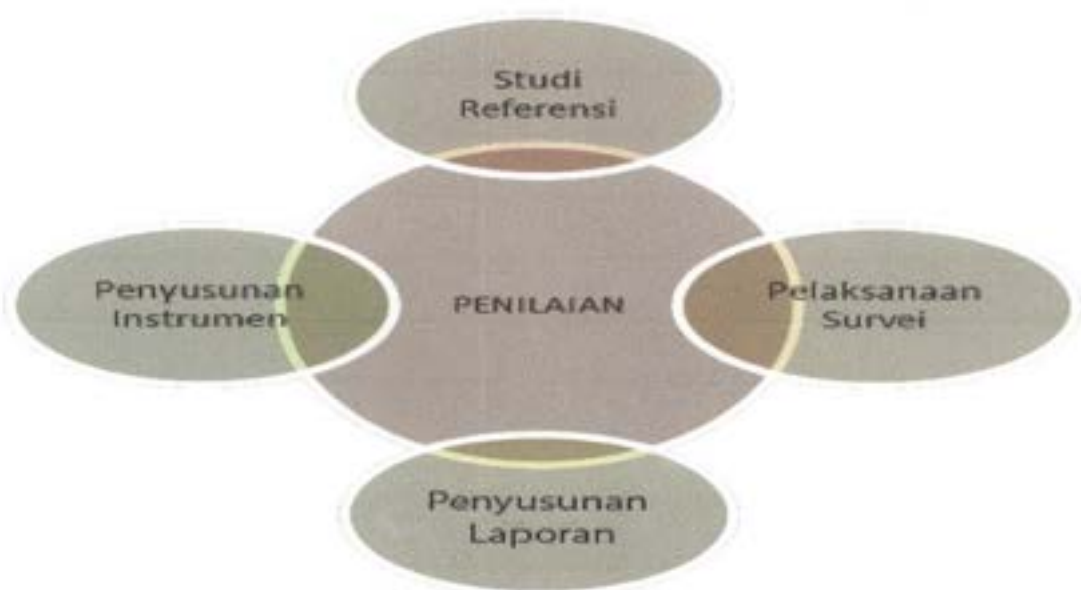 Studi
Referensi
Penyusunan
Instrumen
PENILAIAN
Pelaksanaan
Survei
Penyusunan
Laporan